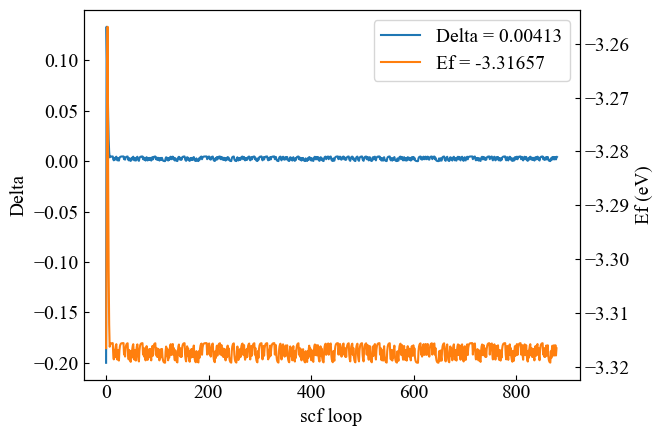 Delta = 0.00413
Ef = -3.31657
0.10
0.05
0.00
−0.05
−0.10
−0.15
−0.20
Delta
−3.26
−3.27
−3.28
−3.29
−3.30
−3.31
−3.32
Ef (eV)
0 200 400 600 800
scf loop